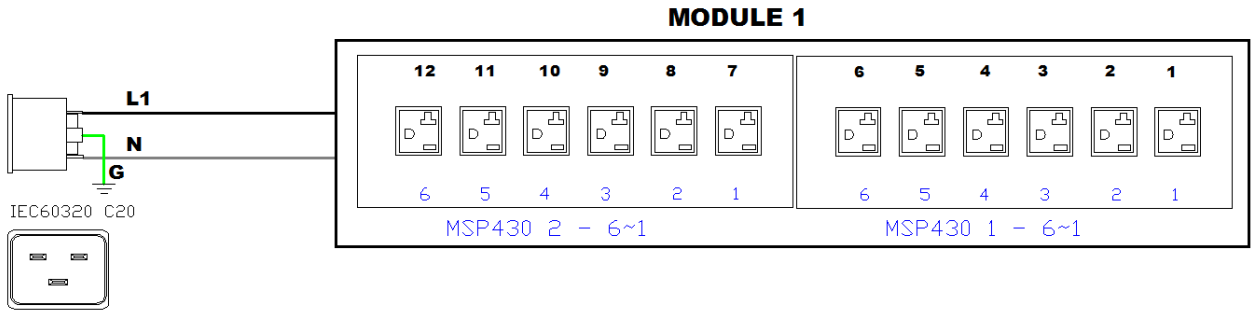 MODULE 1
12 11 10 9 8 7 6 5 4 3 2 1
L1
N
G
6 5 4 3 2 1 6 5 4 3 2 1
IEC60320 C20
MSP430 2 - 6~1 MSP430 1 - 6~1